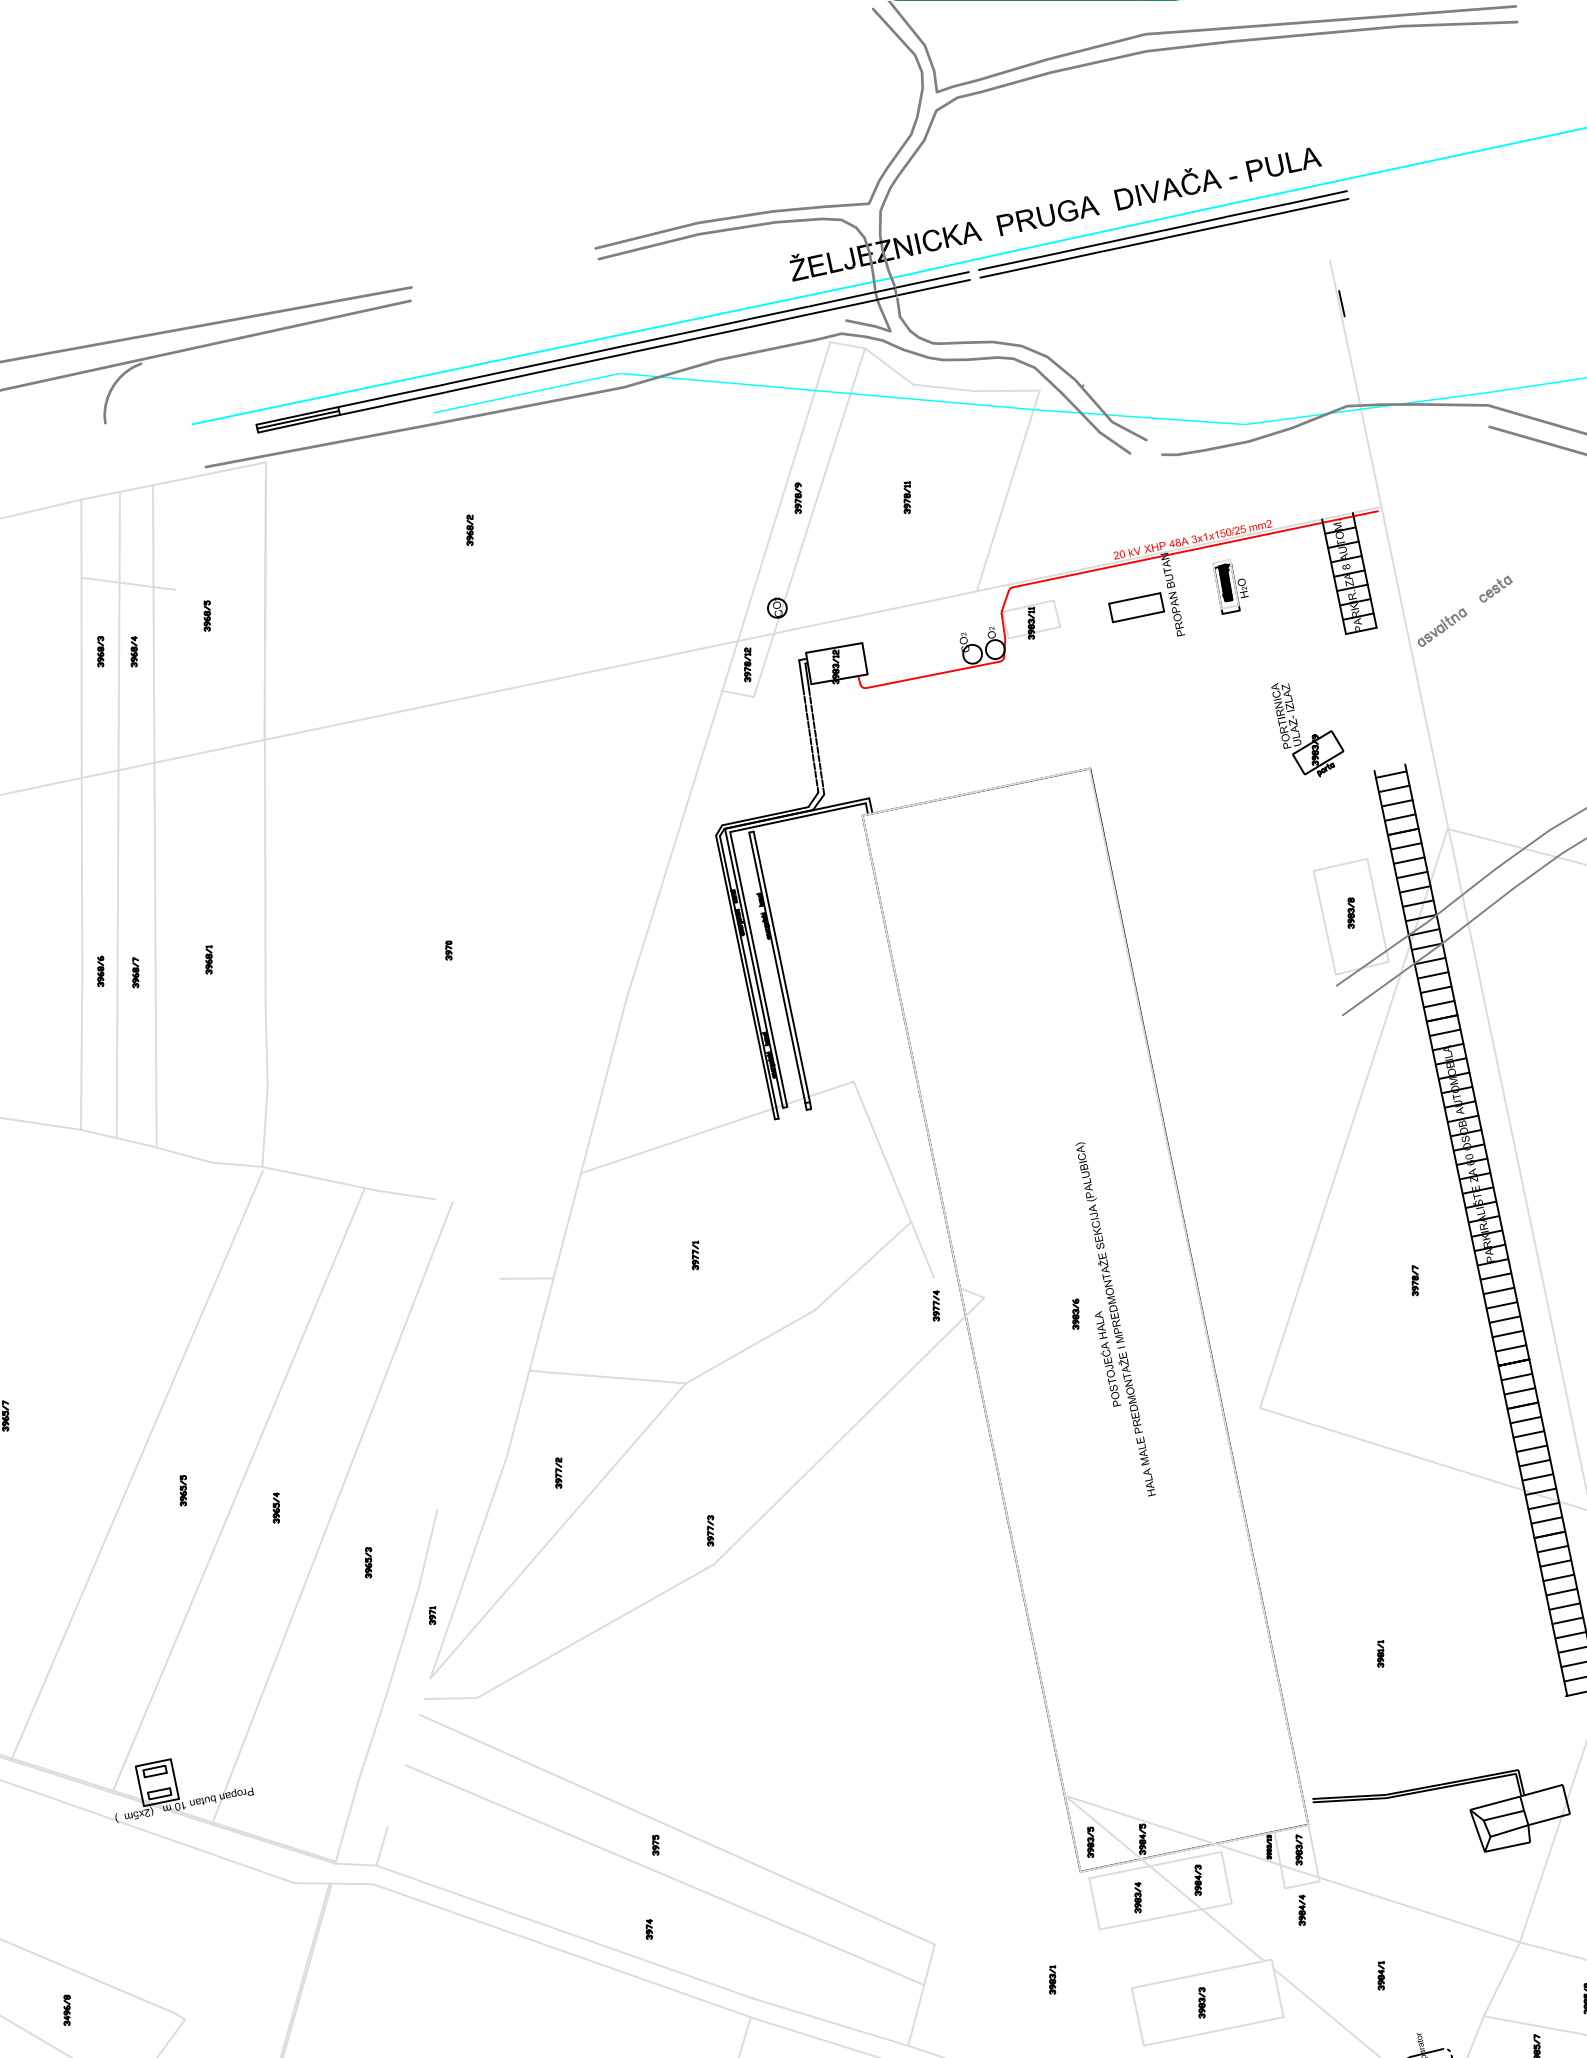 ŽELJEZNICKA PRUGA DIVAČA - PULA
3978/9
3978/11
3968/2
20 kV XHP 48A 3x1x150/25 mm2
PROPAN BUTAN
H2O
PARKIR. ZA 8 AUTOM.
asvaltna cesta
3968/5
3968/3
3968/4
CO
3978/12
3983/12
CO2
O2
3983/11
PORTIRNICA
ULAZ- IZLAZ
3983/9
porta
3983/8
3968/6
3968/7
3968/1
3970
PARKIRALIŠTE ZA 60 OSOB. AUTOMOBILA
3977/1
3977/4
3983/6
POSTOJEĆA HALA
HALA MALE PREDMONTAŽE I MPREDMONTAŽE SEKCIJA (PALUBICA)
3978/7
3965/7
3965/5
3965/4
3965/3
3977/2
3977/3
3971
3981/1
Propan butan 10 m (2x5m )
3975
3974
3983/5
3984/5
3983/7
3983/4
3984/3
3984/4
3983/1
3983/3
3984/1
3496/8